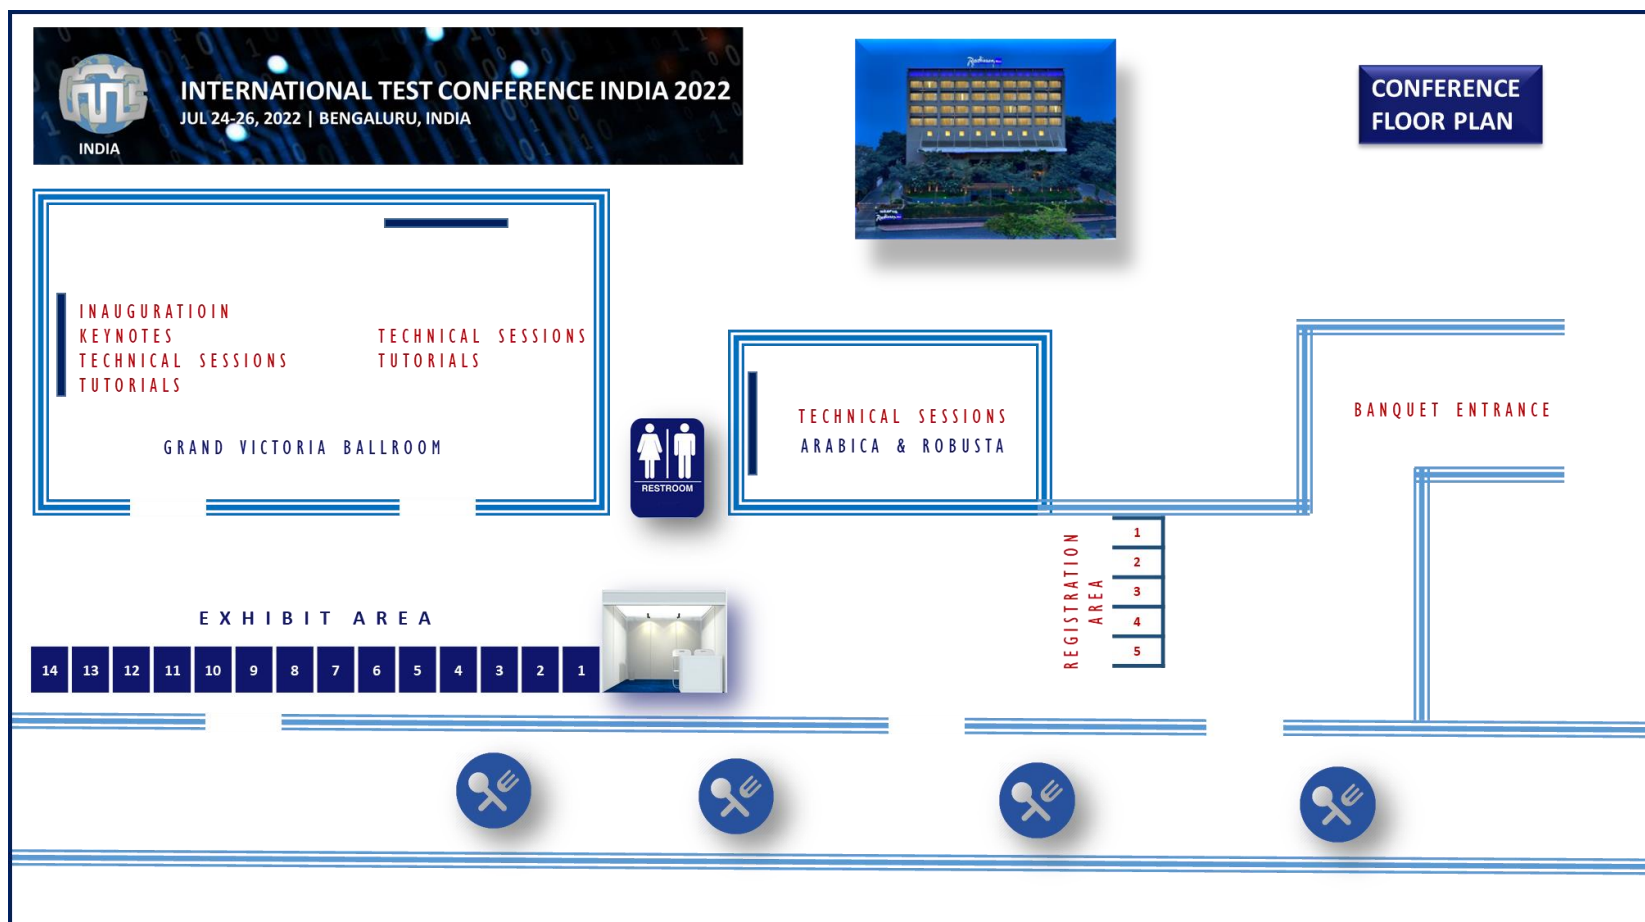 INTERNATIONAL TEST CONFERENCE INDIA 2022
JUL 24-26, 2022 | BENGALURU, INDIA
INDIA
Radisson
CONFERENCE
FLOOR PLAN
INAUGURATIOIN
KEYNOTES
TECHNICAL SESSIONS
TUTORIALS
TECHNICAL SESSIONS
TUTORIALS
GRAND VICTORIA BALLROOM
RESTROOM
TECHNICAL SESSIONS
ARABICA & ROBUSTA
BANQUET ENTRANCE
REGISTRATION
AREA
1
2
3
4
5
EXHIBIT AREA
14 13 12 11 10 9 8 7 6 5 4 3 2 1